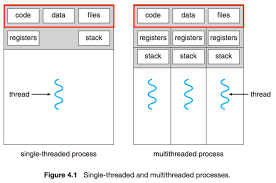 code data files code data files
registers stack registers registers registers
stack stack stack
thread thread
single-threaded process multithreaded process
Figure 4.1 Single-threaded and multithreaded processes.